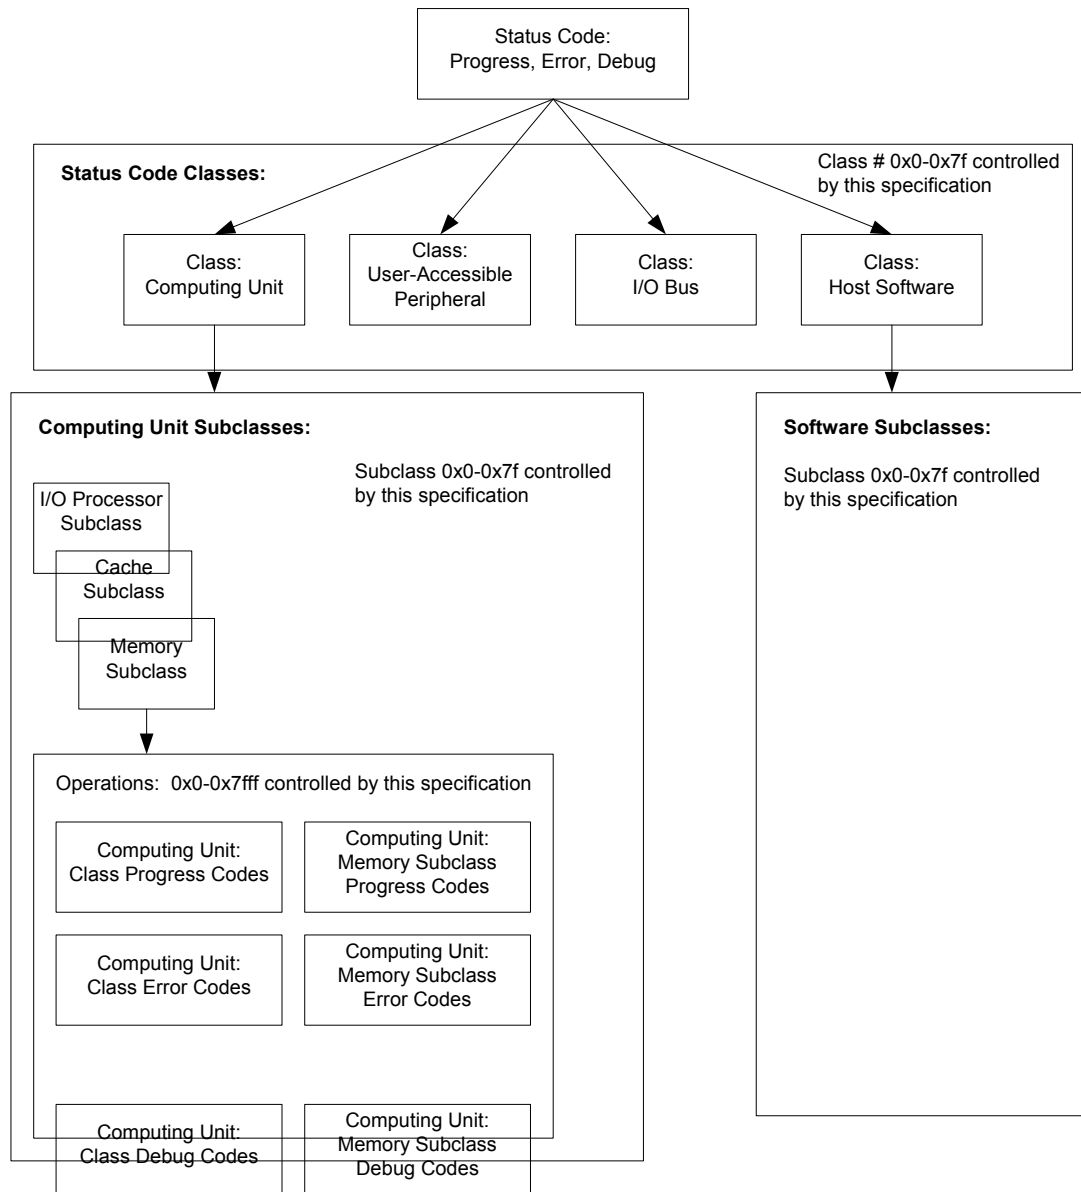 Status Code:
Progress, Error, Debug
Status Code Classes:
Class # 0x0-0x7f controlled
by this specification
Class:
Computing Unit
Class:
User-Accessible
Peripheral
Class:
I/O Bus
Class:
Host Software
Computing Unit Subclasses:
Subclass 0x0-0x7f controlled
by this specification
I/O Processor
Subclass
Cache
Subclass
Memory
Subclass
Operations: 0x0-0x7fff controlled by this specification
Computing Unit:
Class Progress Codes
Computing Unit:
Memory Subclass
Progress Codes
Computing Unit:
Class Error Codes
Computing Unit:
Memory Subclass
Error Codes
Computing Unit:
Class Debug Codes
Computing Unit:
Memory Subclass
Debug Codes
Software Subclasses:
Subclass 0x0-0x7f controlled
by this specification